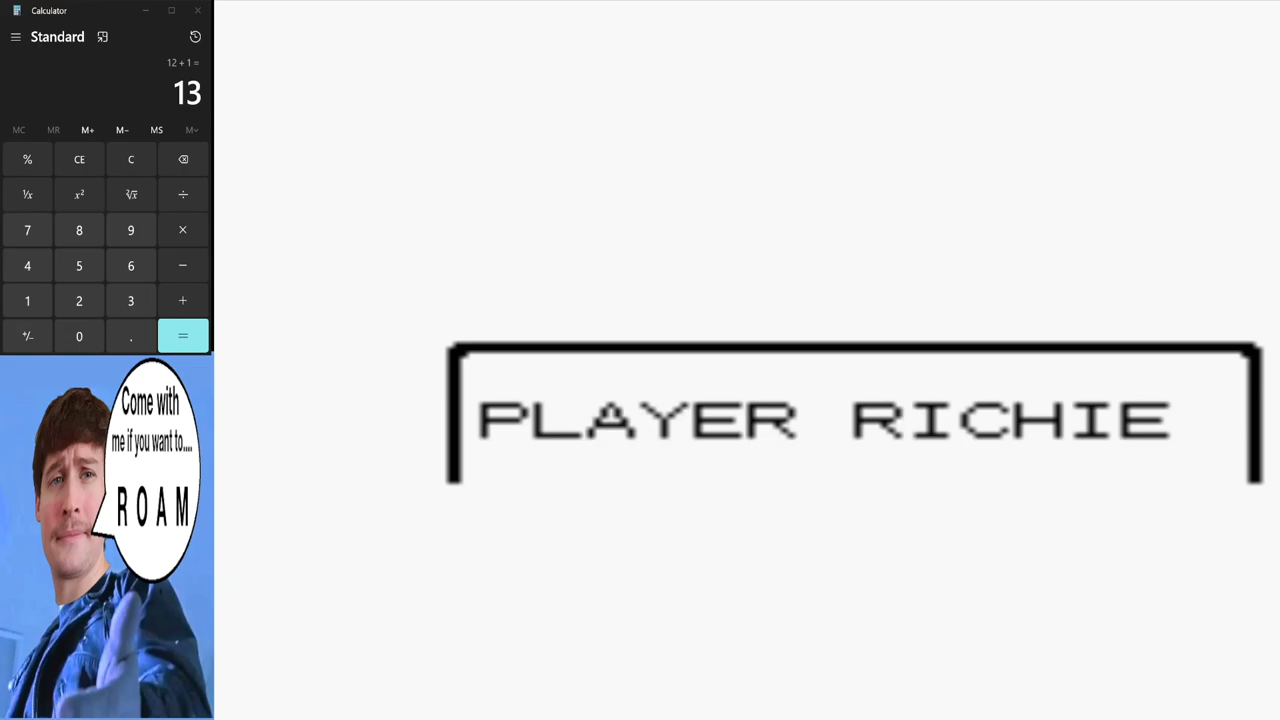 Calculator
Standard
12 + 1 =
13
MC MR M+ M− MS M˅
% CE C
¹/x x² ²√x ÷
7 8 9 ×
4 5 6 −
1 2 3 +
+/− 0 . =
Come with
me if you want to....
R O A M
PLAYER RICHIE